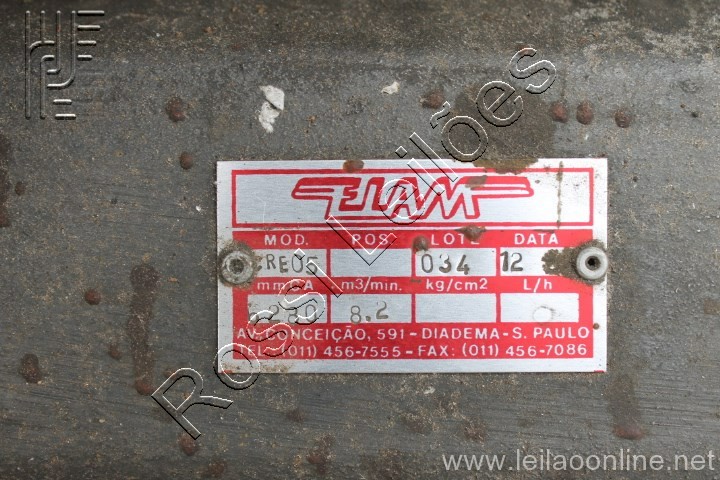 ELAM
MOD. POS. LOTE DATA
034 12
mmCA m3/min. kg/cm2 L/h
8.2
AV. CONCEIÇÃO, 591 - DIADEMA - S. PAULO
TEL: (011) 456-7555 - FAX: (011) 456-7086
Rossi Leilões
www.leilaoonline.net